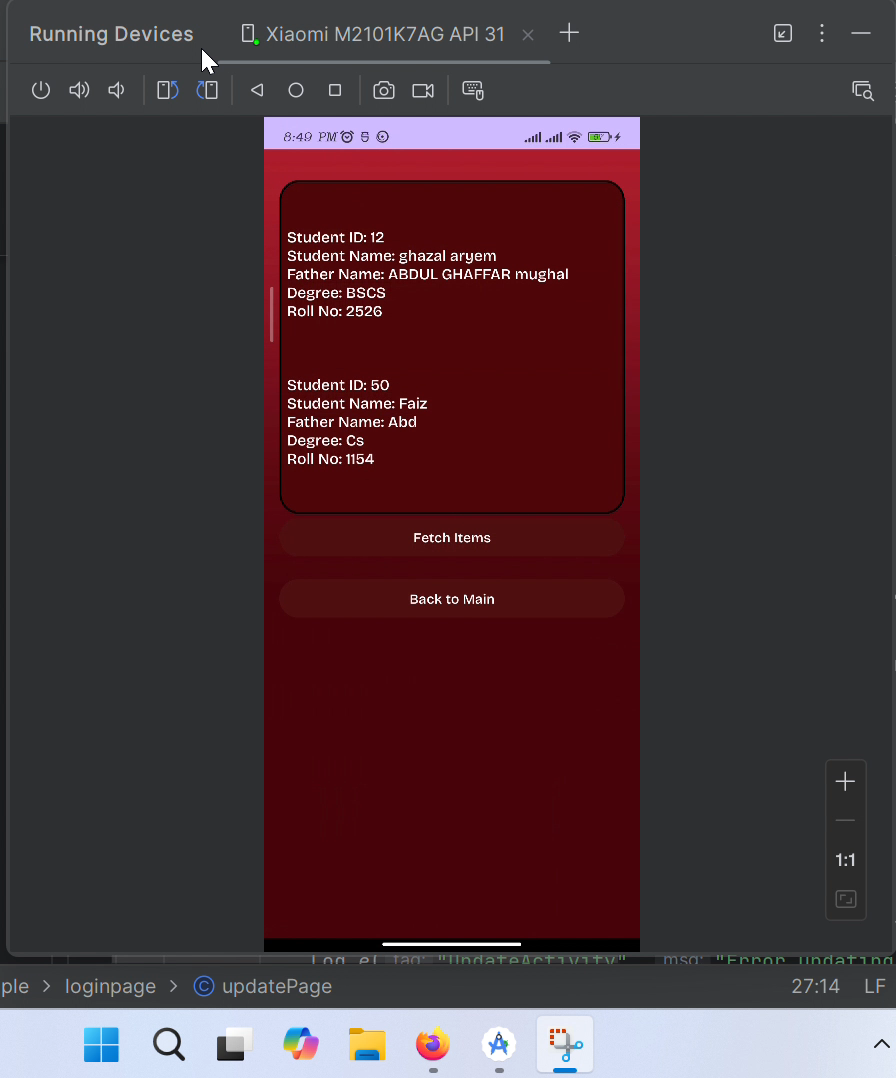 Running Devices
Xiaomi M2101K7AG API 31
8:49 PM
Student ID: 12
Student Name: ghazal aryem
Father Name: ABDUL GHAFFAR mughal
Degree: BSCS
Roll No: 2526
Student ID: 50
Student Name: Faiz
Father Name: Abd
Degree: Cs
Roll No: 1154
Fetch Items
Back to Main
1:1
Log.e( tag: "UpdateActivity", msg: "Error updating
ple > loginpage > C updatePage
27:14 LF